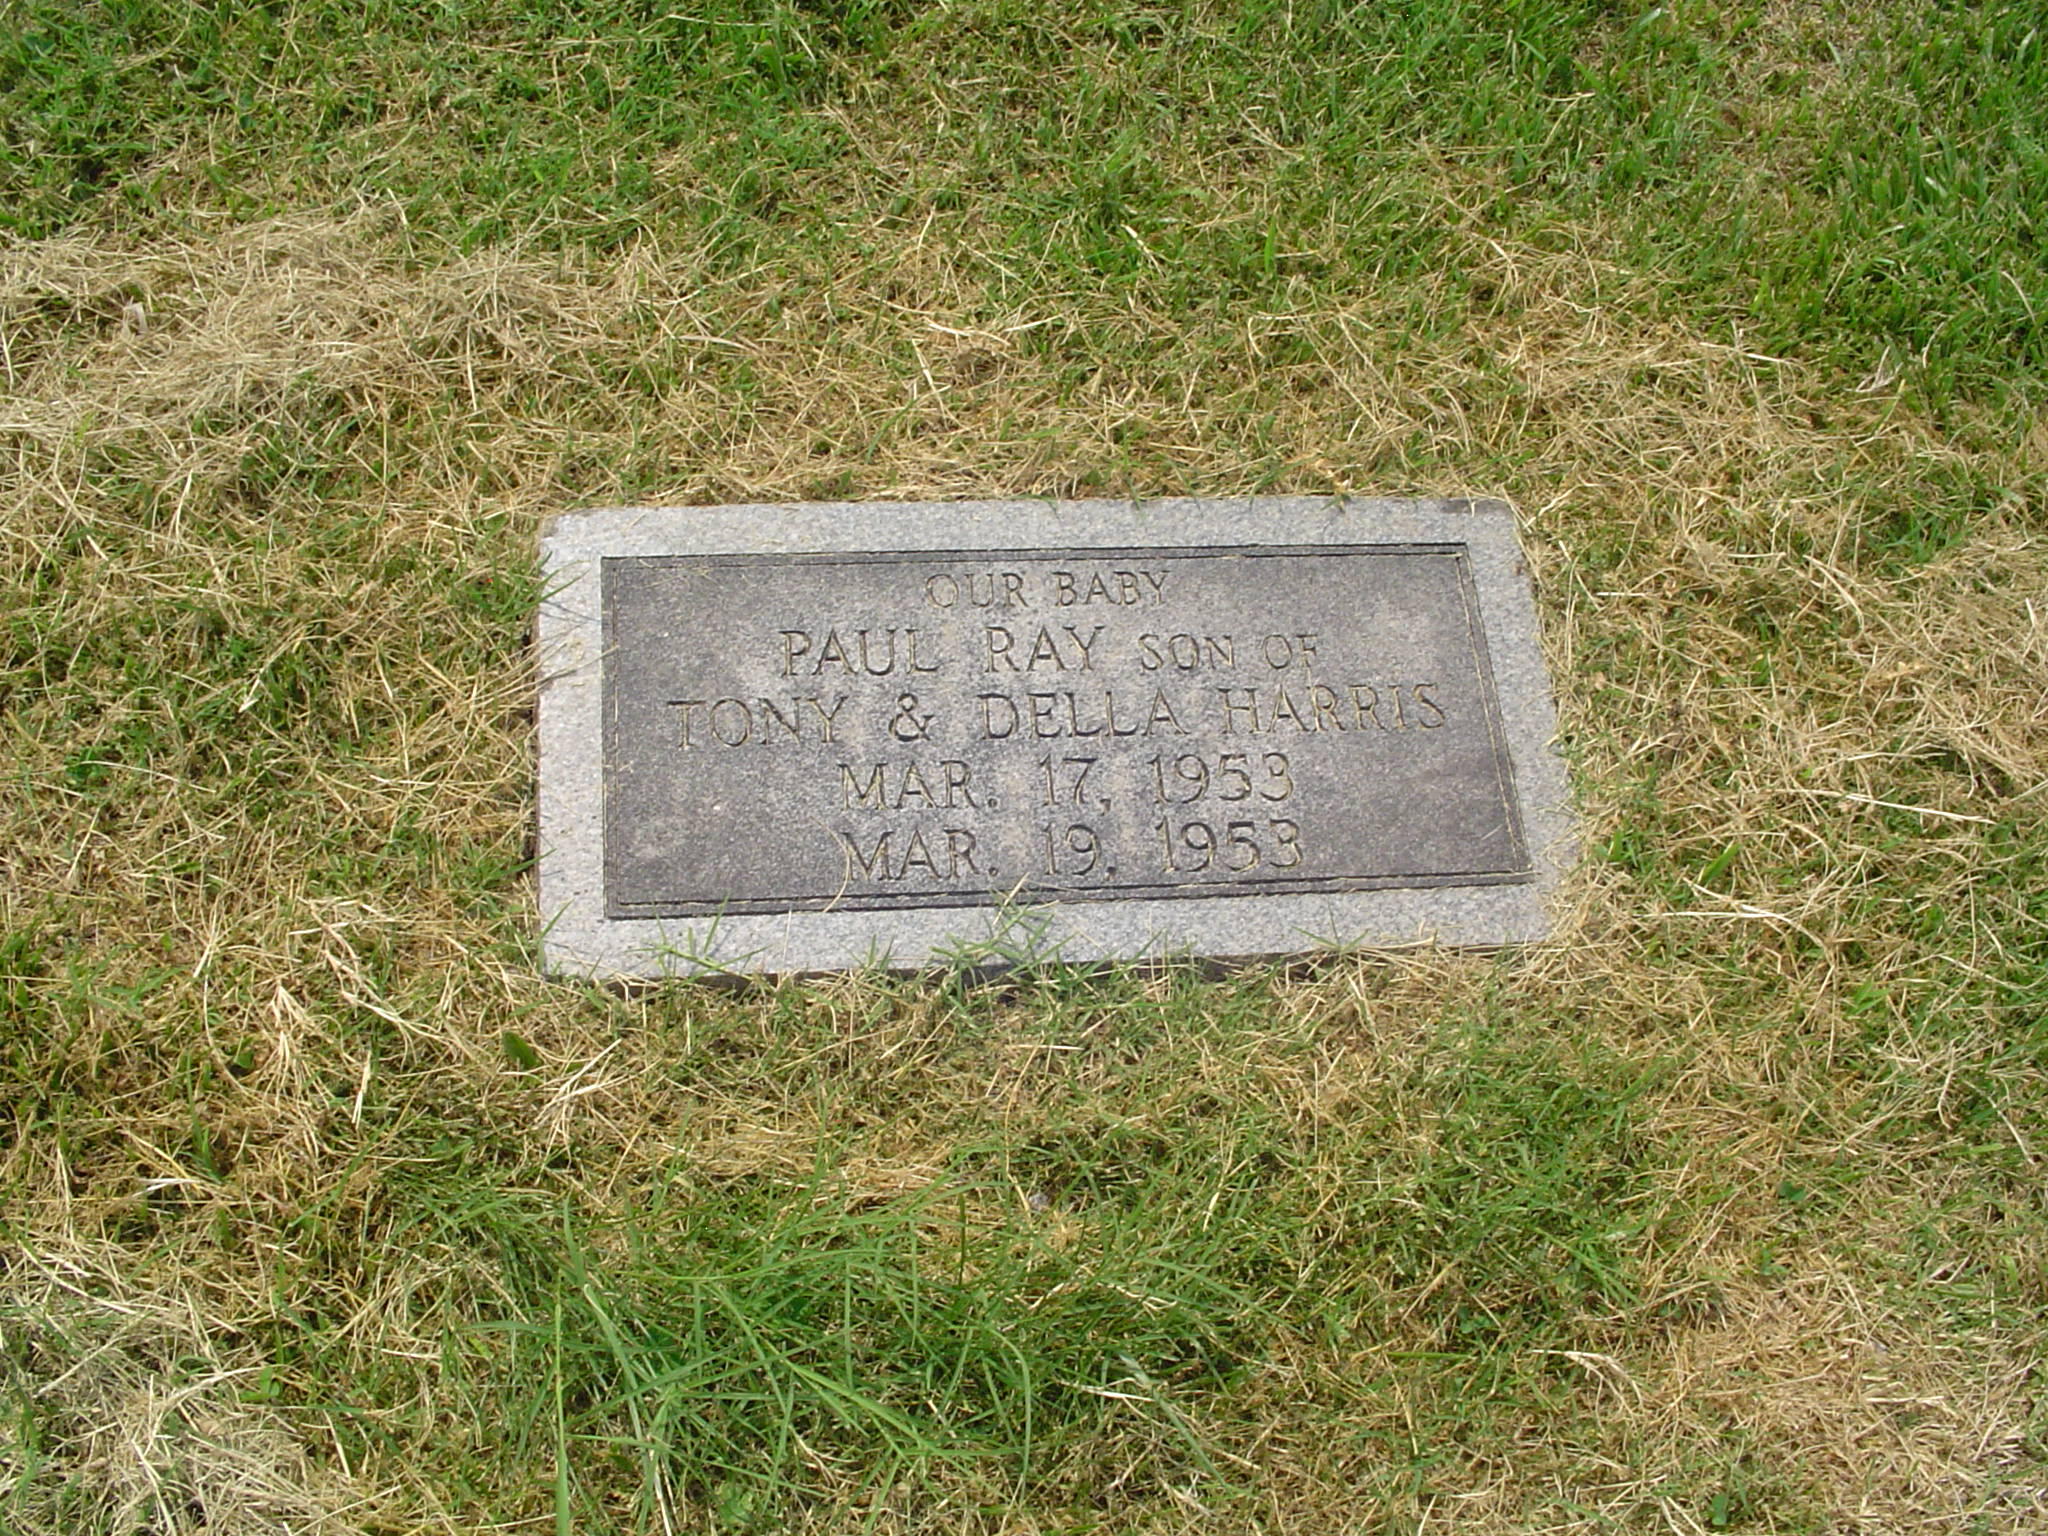 OUR BABY
PAUL RAY SON OF
TONY & DELLA HARRIS
MAR. 17, 1953
MAR. 19, 1953